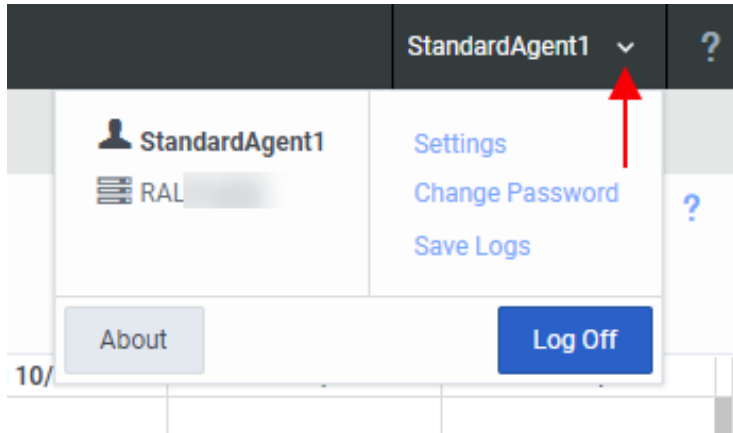 StandardAgent1 ?
StandardAgent1
RAL
Settings
Change Password
Save Logs
?
About
Log Off
10/